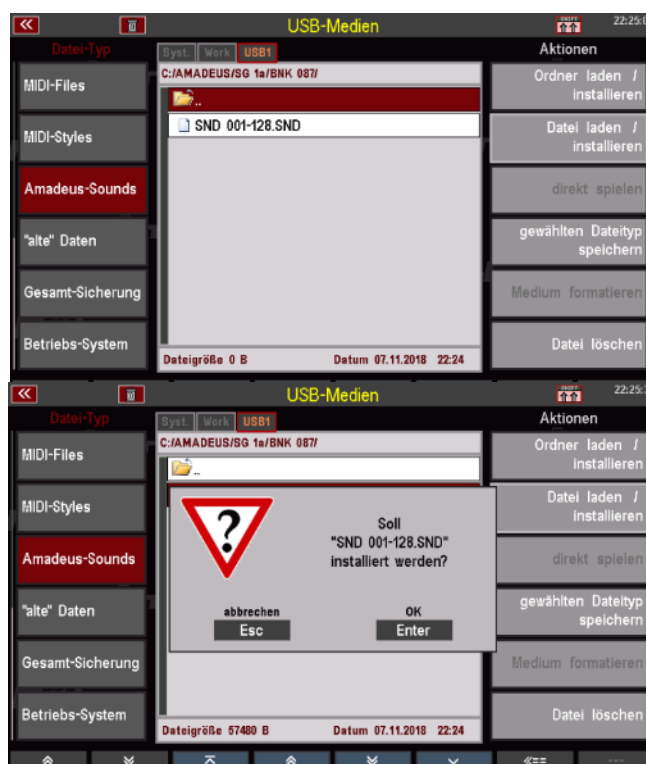 USB-Medien
22:25:0
Datei-Typ
Syst. Work USB1
Aktionen
C:/AMADEUS/SG 1a/BNK 087/
MIDI-Files
..
Ordner laden /
installieren
SND 001-128.SND
MIDI-Styles
Datei laden /
installieren
Amadeus-Sounds
direkt spielen
"alte" Daten
gewählten Dateityp
speichern
Gesamt-Sicherung
Medium formatieren
Betriebs-System
Datei löschen
Dateigröße 0 B Datum 07.11.2018 22:24
USB-Medien
22:25:
Datei-Typ
Syst. Work USB1
Aktionen
C:/AMADEUS/SG 1a/BNK 087/
MIDI-Files
..
Ordner laden /
installieren
MIDI-Styles
Datei laden /
installieren
?
Soll
"SND 001-128.SND"
installiert werden?
Amadeus-Sounds
direkt spielen
abbrechen OK
Esc Enter
"alte" Daten
gewählten Dateityp
speichern
Gesamt-Sicherung
Medium formatieren
Betriebs-System
Datei löschen
Dateigröße 57480 B Datum 07.11.2018 22:24